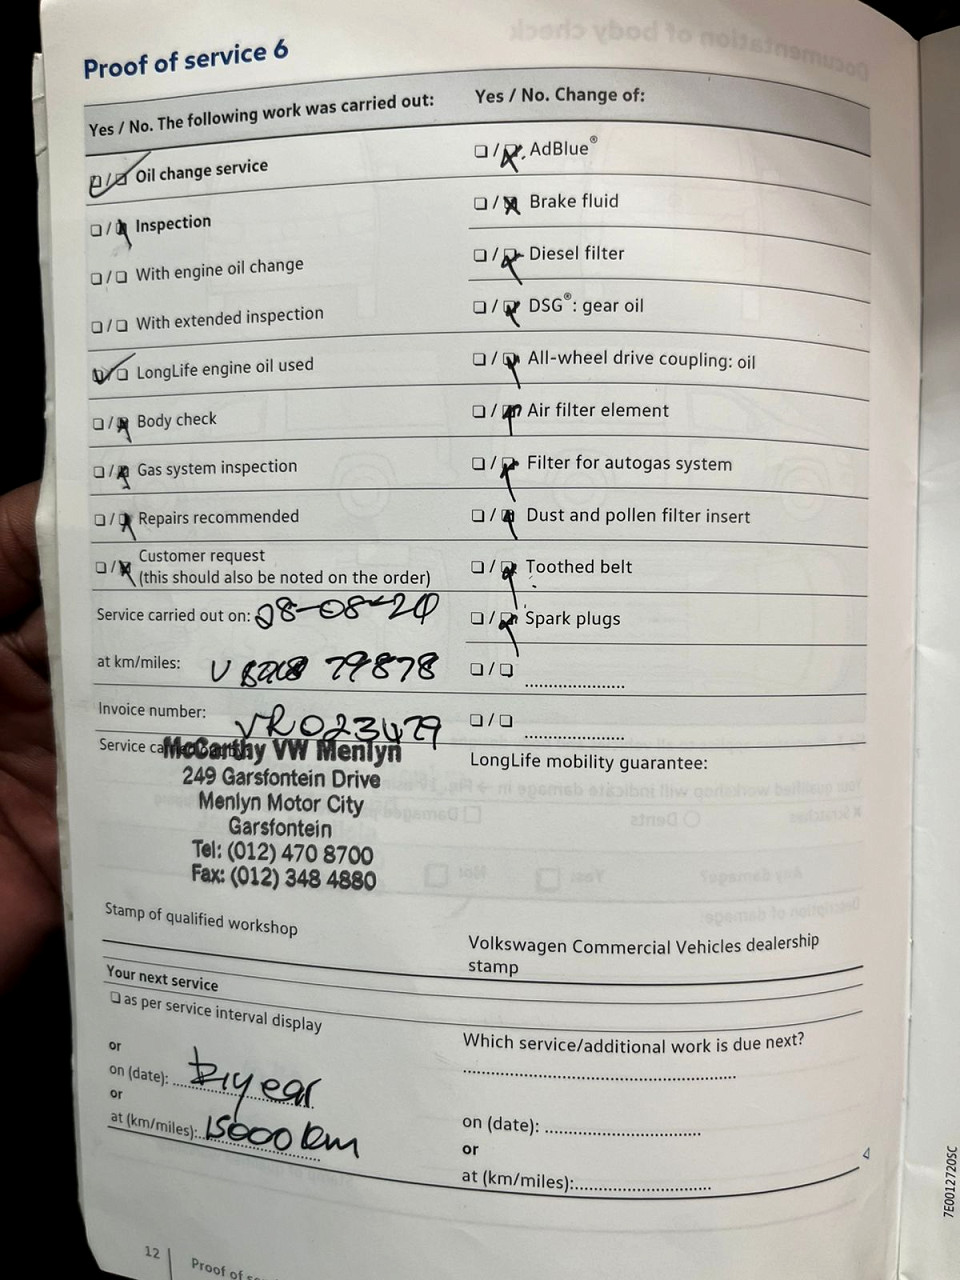 Proof of service 6
Yes / No. The following work was carried out:
Oil change service
Inspection
With engine oil change
With extended inspection
LongLife engine oil used
Body check
Gas system inspection
Repairs recommended
Customer request
(this should also be noted on the order)
Service carried out on: 28-08-20
at km/miles: 79878
Invoice number: VR023479
Service
McCarthy VW Menlyn
249 Garsfontein Drive
Menlyn Motor City
Garsfontein
Tel: (012) 470 8700
Fax: (012) 348 4880
Stamp of qualified workshop
Yes / No. Change of:
AdBlue®
Brake fluid
Diesel filter
DSG®: gear oil
All-wheel drive coupling: oil
Air filter element
Filter for autogas system
Dust and pollen filter insert
Toothed belt
Spark plugs
LongLife mobility guarantee:
Volkswagen Commercial Vehicles dealership
stamp
Your next service
as per service interval display
or
on (date): year
or
at (km/miles): 15000 km
Which service/additional work is due next?
on (date):
or
at (km/miles):
12
Proof of
7E0012720SC